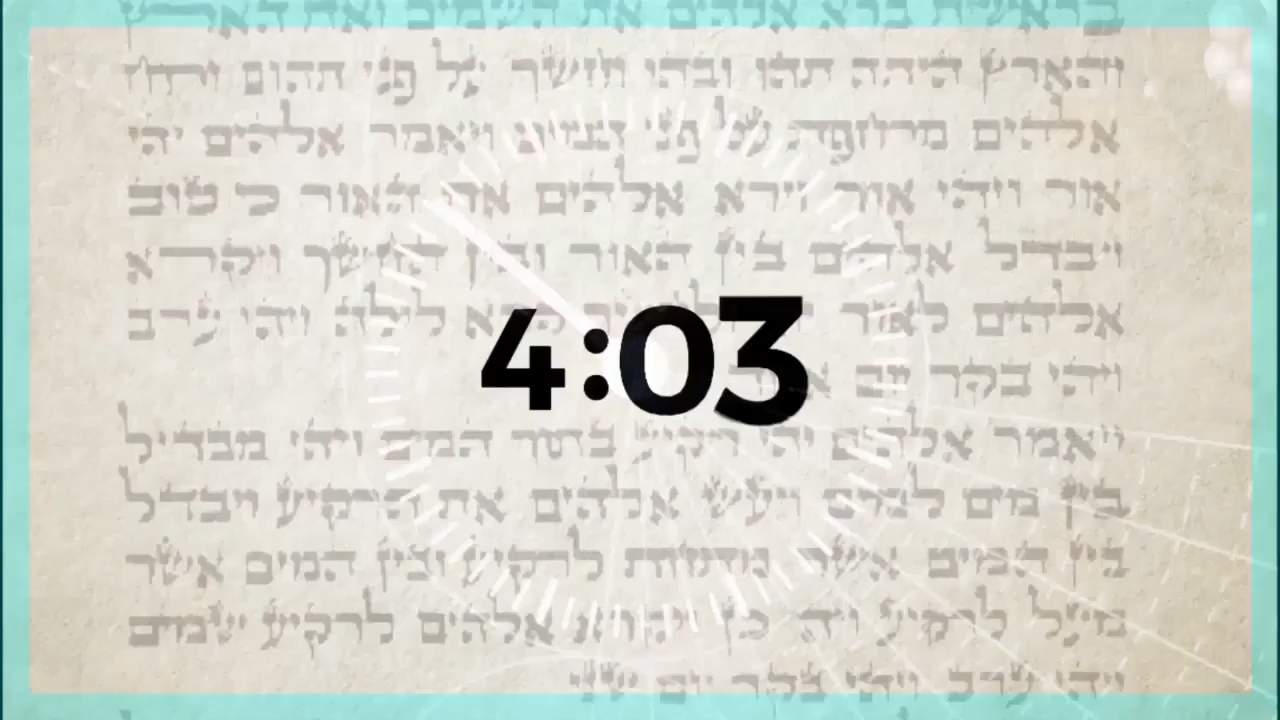 בראשית ברא אלהים את השמים ואת הארץ
והארץ היתה תהו ובהו וחשך על פני תהום ורוח
אלהים מרחפת על פני המים ויאמר אלהים יהי
אור ויהי אור וירא אלהים את האור כי טוב
ויבדל אלהים בין האור ובין החשך ויקרא
אלהים לאור קרא לילה ויהי ערב
4:03
ויהי בקר יום
ויאמר אלהים יהי רקיע בתוך המים ויהי מבדיל
בין מים למים ויעש אלהים את הרקיע ויבדל
בין המים אשר מתחת לרקיע ובין המים אשר
מעל לרקיע ויהי כן ויקרא אלהים לרקיע שמים
ויהי ערב ויהי בקר יום שני